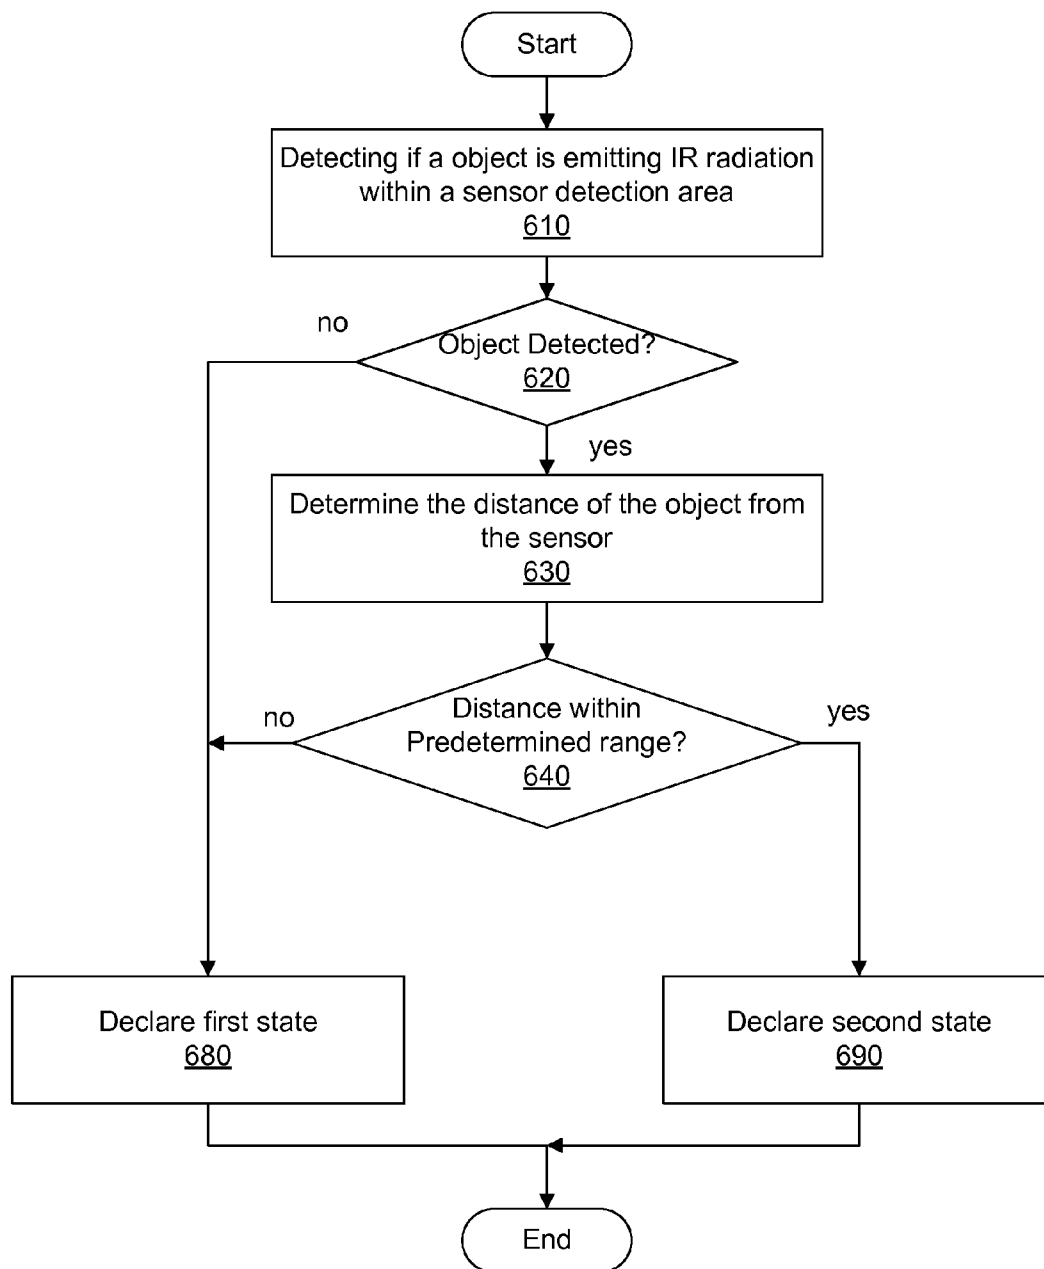 Start
Detecting if a object is emitting IR radiation
within a sensor detection area
610
no
Object Detected?
620
yes
Determine the distance of the object from
the sensor
630
no
Distance within
Predetermined range?
640
yes
Declare first state
680
Declare second state
690
End